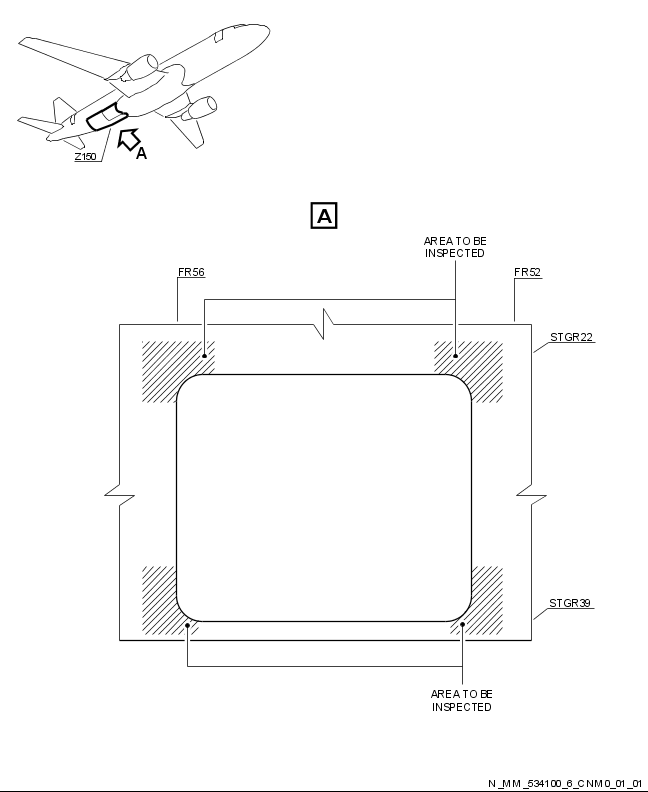 Z150
A
A
AREA TO BE
INSPECTED
FR56
FR52
STGR22
STGR39
AREA TO BE
INSPECTED
N_MM_534100_6_CNM0_01_01